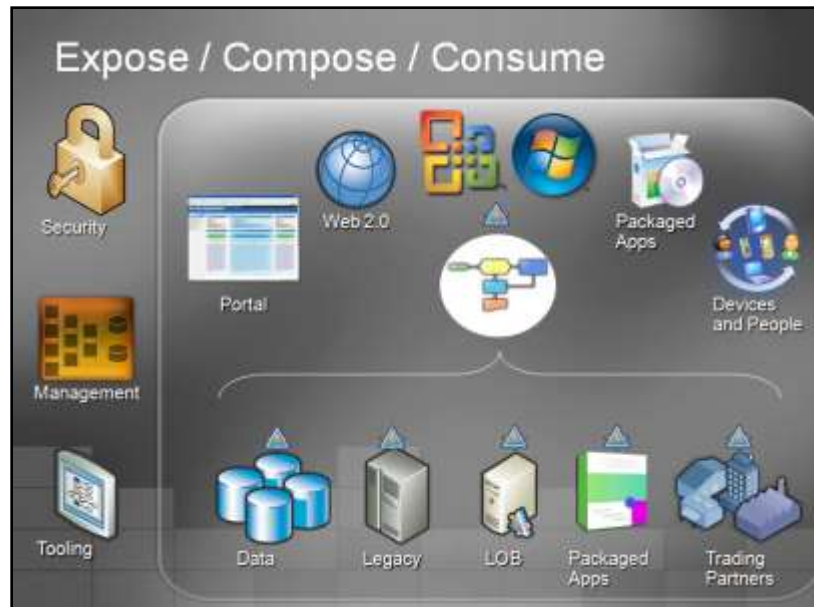 Expose / Compose / Consume
Security
Web 2.0
Packaged
Apps
Portal
Devices
and People
Management
Tooling
Data
Legacy
LOB
Packaged
Apps
Trading
Partners